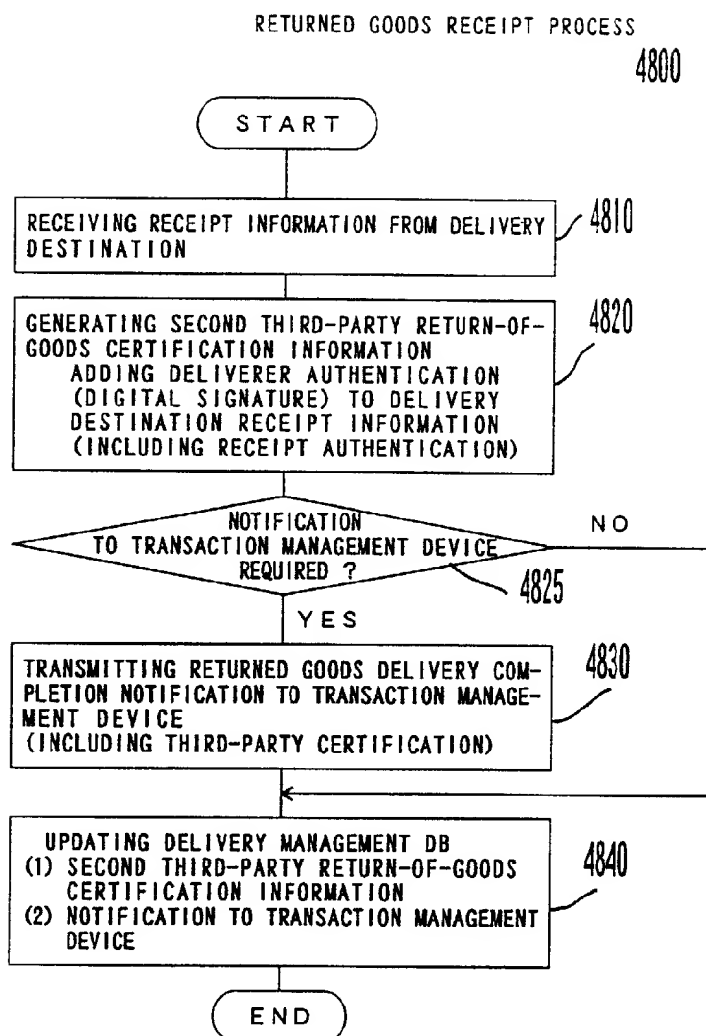 RETURNED GOODS RECEIPT PROCESS
4800
START
RECEIVING RECEIPT INFORMATION FROM DELIVERY
DESTINATION
4810
GENERATING SECOND THIRD-PARTY RETURN-OF-
GOODS CERTIFICATION INFORMATION
ADDING DELIVERER AUTHENTICATION
(DIGITAL SIGNATURE) TO DELIVERY
DESTINATION RECEIPT INFORMATION
(INCLUDING RECEIPT AUTHENTICATION)
4820
NOTIFICATION
TO TRANSACTION MANAGEMENT DEVICE
REQUIRED ?
NO
4825
YES
TRANSMITTING RETURNED GOODS DELIVERY COM-
PLETION NOTIFICATION TO TRANSACTION MANAGE-
MENT DEVICE
(INCLUDING THIRD-PARTY CERTIFICATION)
4830
UPDATING DELIVERY MANAGEMENT DB
(1) SECOND THIRD-PARTY RETURN-OF-GOODS
CERTIFICATION INFORMATION
(2) NOTIFICATION TO TRANSACTION MANAGEMENT
DEVICE
4840
END